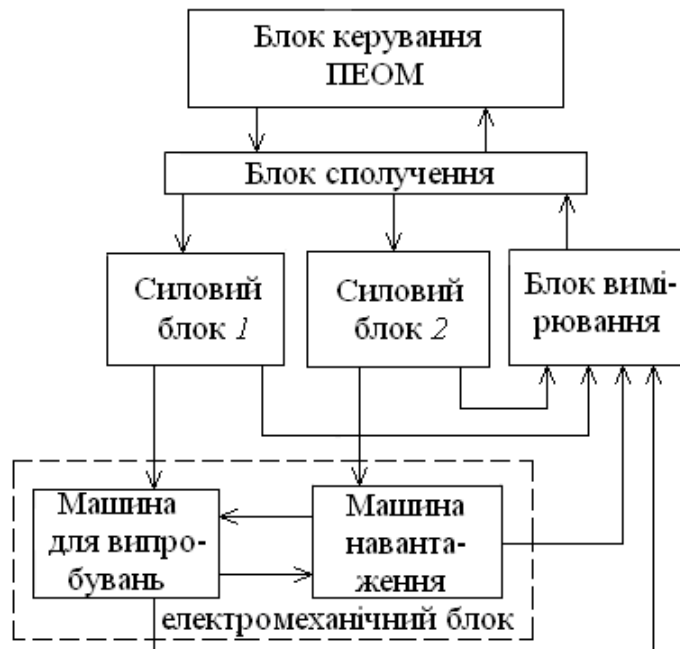 Блок керування
ПЕОМ
Блок сполучення
Силовий
блок 1
Силовий
блок 2
Блок вимі-
рювання
Машина
для випро-
бувань
Машина
наванта-
ження
електромеханічний блок